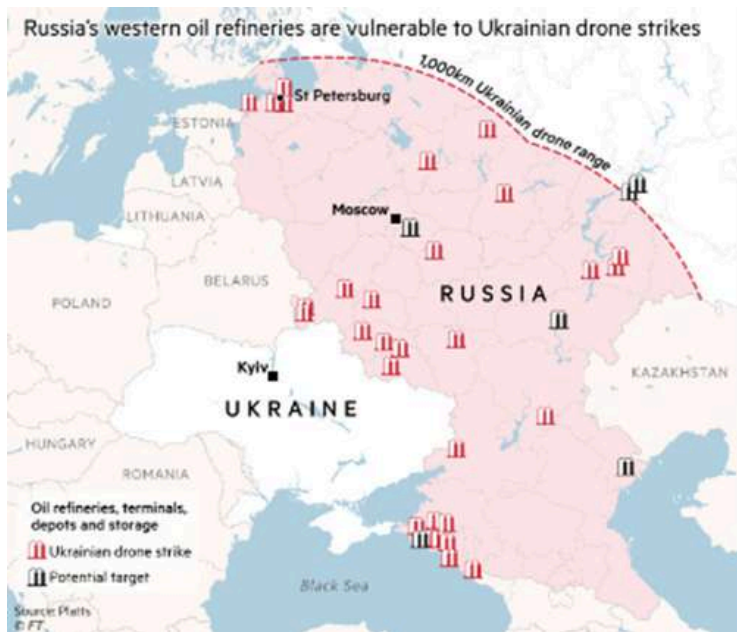 Russia's western oil refineries are vulnerable to Ukrainian drone strikes
1,000km Ukrainian drone range
St Petersburg
ESTONIA
LATVIA
Moscow
LITHUANIA
BELARUS
RUSSIA
POLAND
Kyiv
KAZAKHSTAN
UKRAINE
HUNGARY
ROMANIA
Oil refineries, terminals,
depots and storage
Ukrainian drone strike
Potential target
Black Sea
Source: Platts
© FT